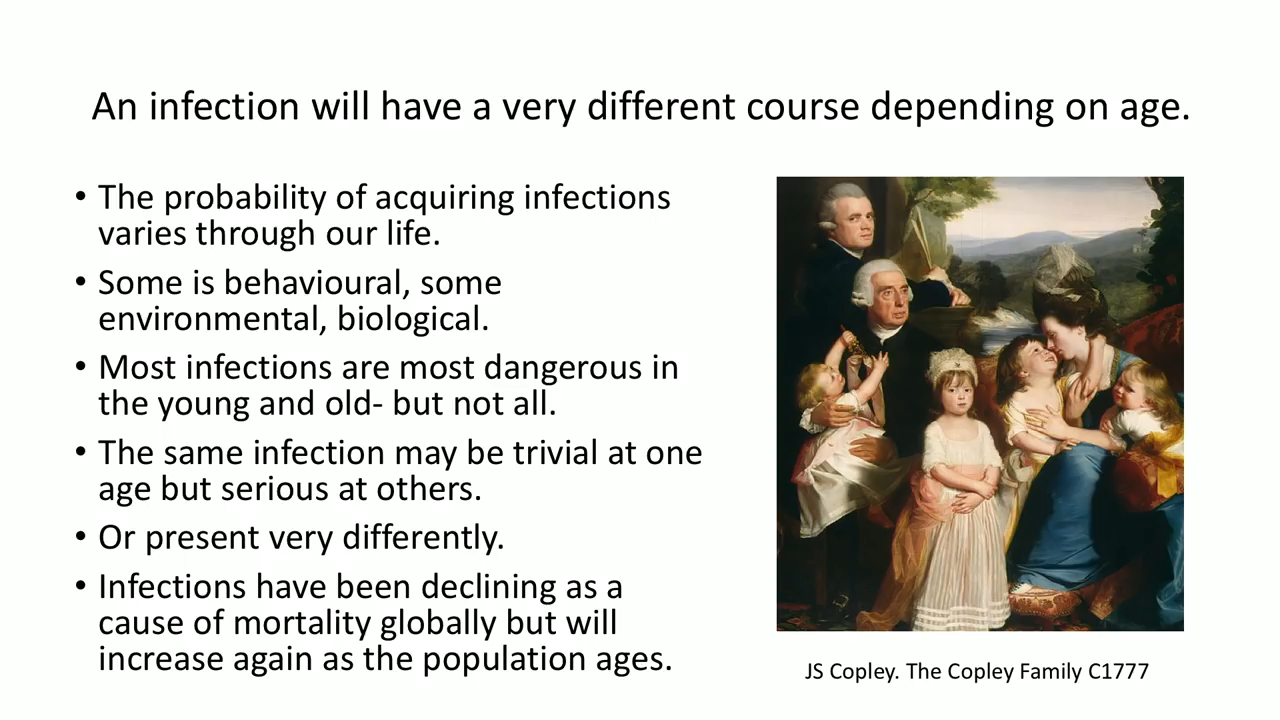 An infection will have a very different course depending on age.
• The probability of acquiring infections
varies through our life.
• Some is behavioural, some
environmental, biological.
• Most infections are most dangerous in
the young and old- but not all.
• The same infection may be trivial at one
age but serious at others.
• Or present very differently.
• Infections have been declining as a
cause of mortality globally but will
increase again as the population ages.
JS Copley. The Copley Family C1777